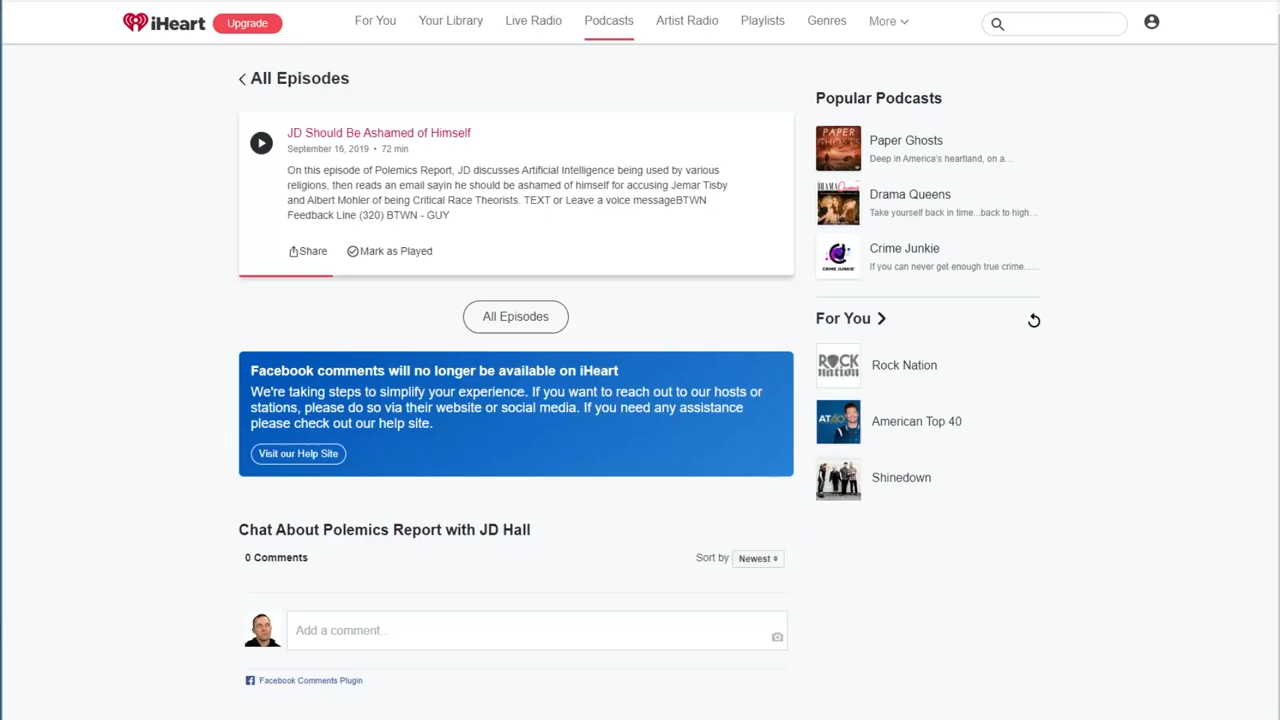 iHeart
Upgrade
For You
Your Library
Live Radio
Podcasts
Artist Radio
Playlists
Genres
More
All Episodes
JD Should Be Ashamed of Himself
September 16, 2019 • 72 min
On this episode of Polemics Report, JD discusses Artificial Intelligence being used by various
religions, then reads an email sayin he should be ashamed of himself for accusing Jemar Tisby
and Albert Mohler of being Critical Race Theorists. TEXT or Leave a voice messageBTWN
Feedback Line (320) BTWN - GUY
Share
Mark as Played
All Episodes
Facebook comments will no longer be available on iHeart
We're taking steps to simplify your experience. If you want to reach out to our hosts or
stations, please do so via their website or social media. If you need any assistance
please check out our help site.
Visit our Help Site
Chat About Polemics Report with JD Hall
0 Comments
Sort by
Newest
Add a comment...
Facebook Comments Plugin
Popular Podcasts
PAPER
GHOSTS
Paper Ghosts
Deep in America's heartland, on a...
Drama Queens
Take yourself back in time...back to high...
CRIME JUNKIE
Crime Junkie
If you can never get enough true crime......
For You
ROCK
NATION
Rock Nation
AT40
American Top 40
Shinedown